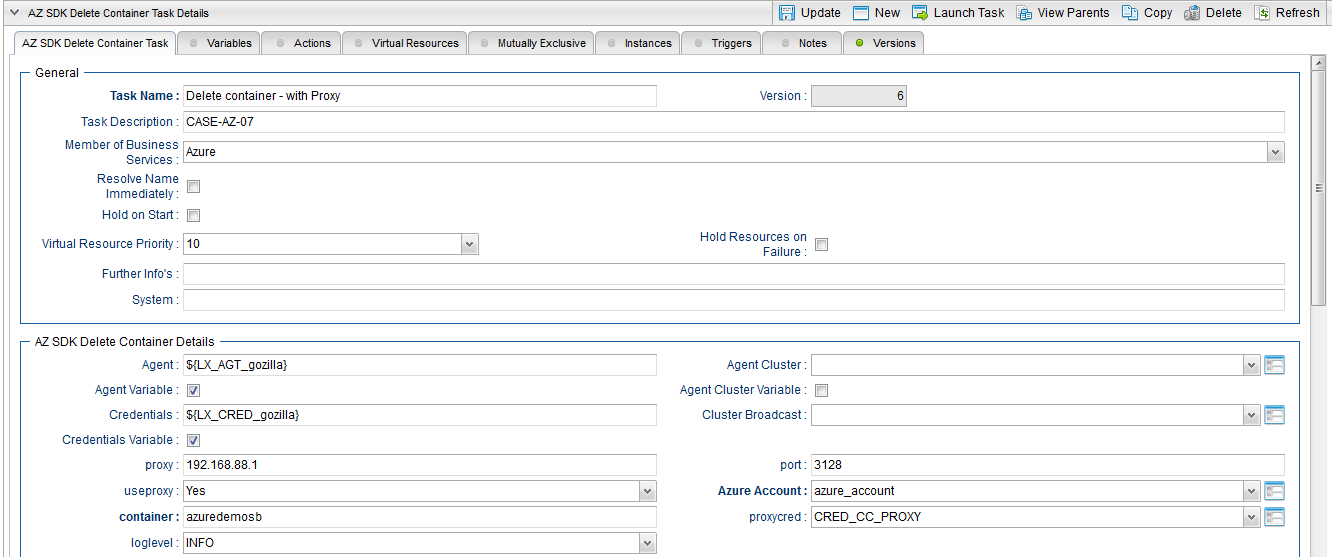 AZ SDK Delete Container Task Details
Update New Launch Task View Parents Copy Delete Refresh
AZ SDK Delete Container Task Variables Actions Virtual Resources Mutually Exclusive Instances Triggers Notes Versions
General
Task Name : Delete container - with Proxy Version : 6
Task Description : CASE-AZ-07
Member of Business
Services : Azure
Resolve Name
Immediately :
Hold on Start :
Virtual Resource Priority : 10 Hold Resources on
Failure :
Further Info's :
System :
AZ SDK Delete Container Details
Agent : ${LX_AGT_gozilla} Agent Cluster :
Agent Variable : Agent Cluster Variable :
Credentials : ${LX_CRED_gozilla} Cluster Broadcast :
Credentials Variable :
proxy : 192.168.88.1 port : 3128
useproxy : Yes Azure Account : azure_account
container : azuredemosb proxycred : CRED_CC_PROXY
loglevel : INFO